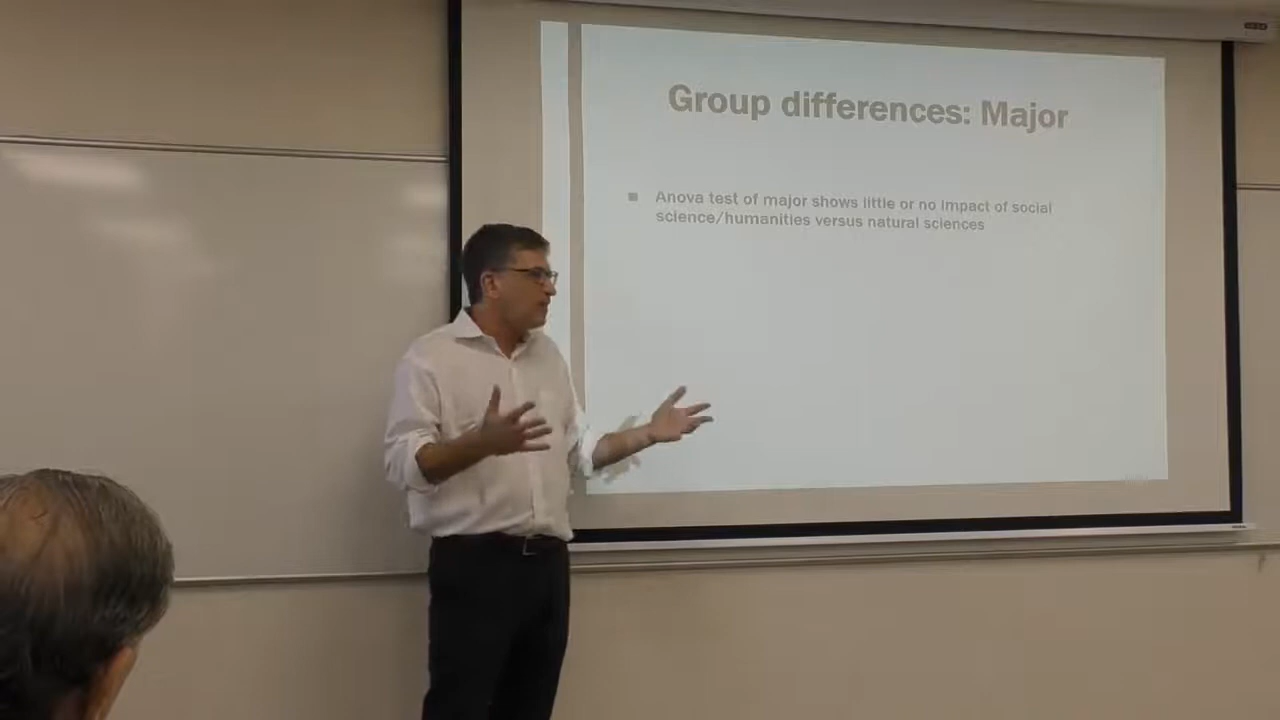 Group differences: Major
Anova test of major shows little or no impact of social
science/humanities versus natural sciences